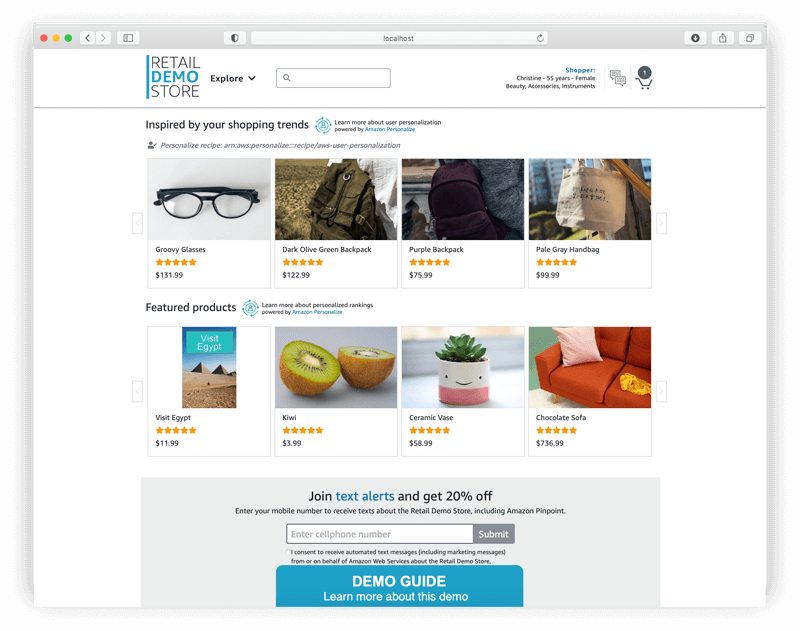 localhost
RETAIL
DEMO
STORE
Explore
Shopper:
Christine - 55 years - Female
Beauty, Accessories, Instruments
1
Inspired by your shopping trends
Learn more about user personalization
powered by Amazon Personalize
Personalize recipe: arn:aws:personalize:::recipe/aws-user-personalization
Groovy Glasses
$131.99
Dark Olive Green Backpack
$122.99
Purple Backpack
$75.99
Pale Gray Handbag
$99.99
Featured products
Learn more about personalized rankings
powered by Amazon Personalize
Visit
Egypt
Visit Egypt
$11.99
Kiwi
$3.99
Ceramic Vase
$58.99
Chocolate Sofa
$736.99
Join text alerts and get 20% off
Enter your mobile number to receive texts about the Retail Demo Store, including Amazon Pinpoint.
Enter cellphone number
Submit
I consent to receive automated text messages (including marketing messages)
from or on behalf of Amazon Web Services about the Retail Demo Store,
DEMO GUIDE
Learn more about this demo